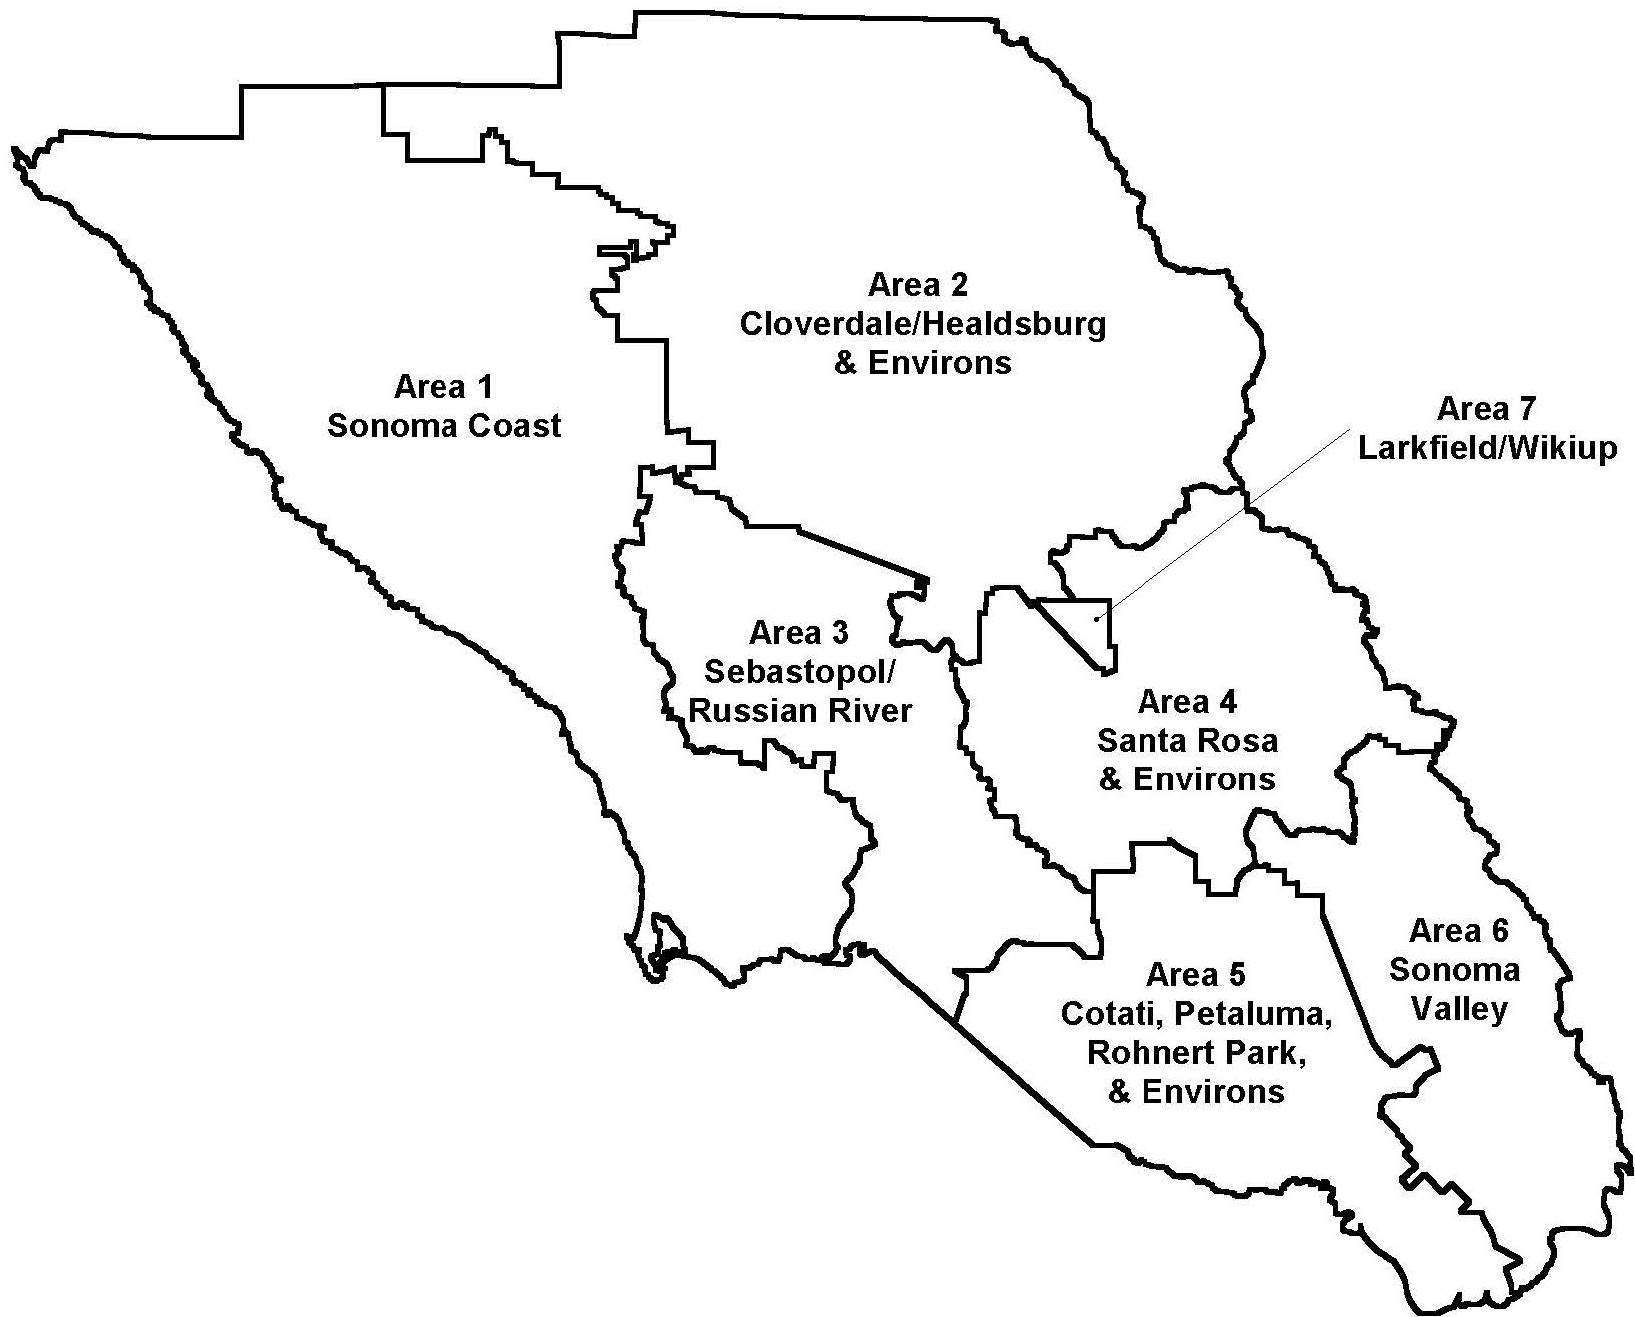 Area 2
Cloverdale/Healdsburg
& Environs
Area 1
Sonoma Coast
Area 7
Larkfield/Wikiup
Area 3
Sebastopol/
Russian River
Area 4
Santa Rosa
& Environs
Area 6
Sonoma
Valley
Area 5
Cotati, Petaluma,
Rohnert Park,
& Environs